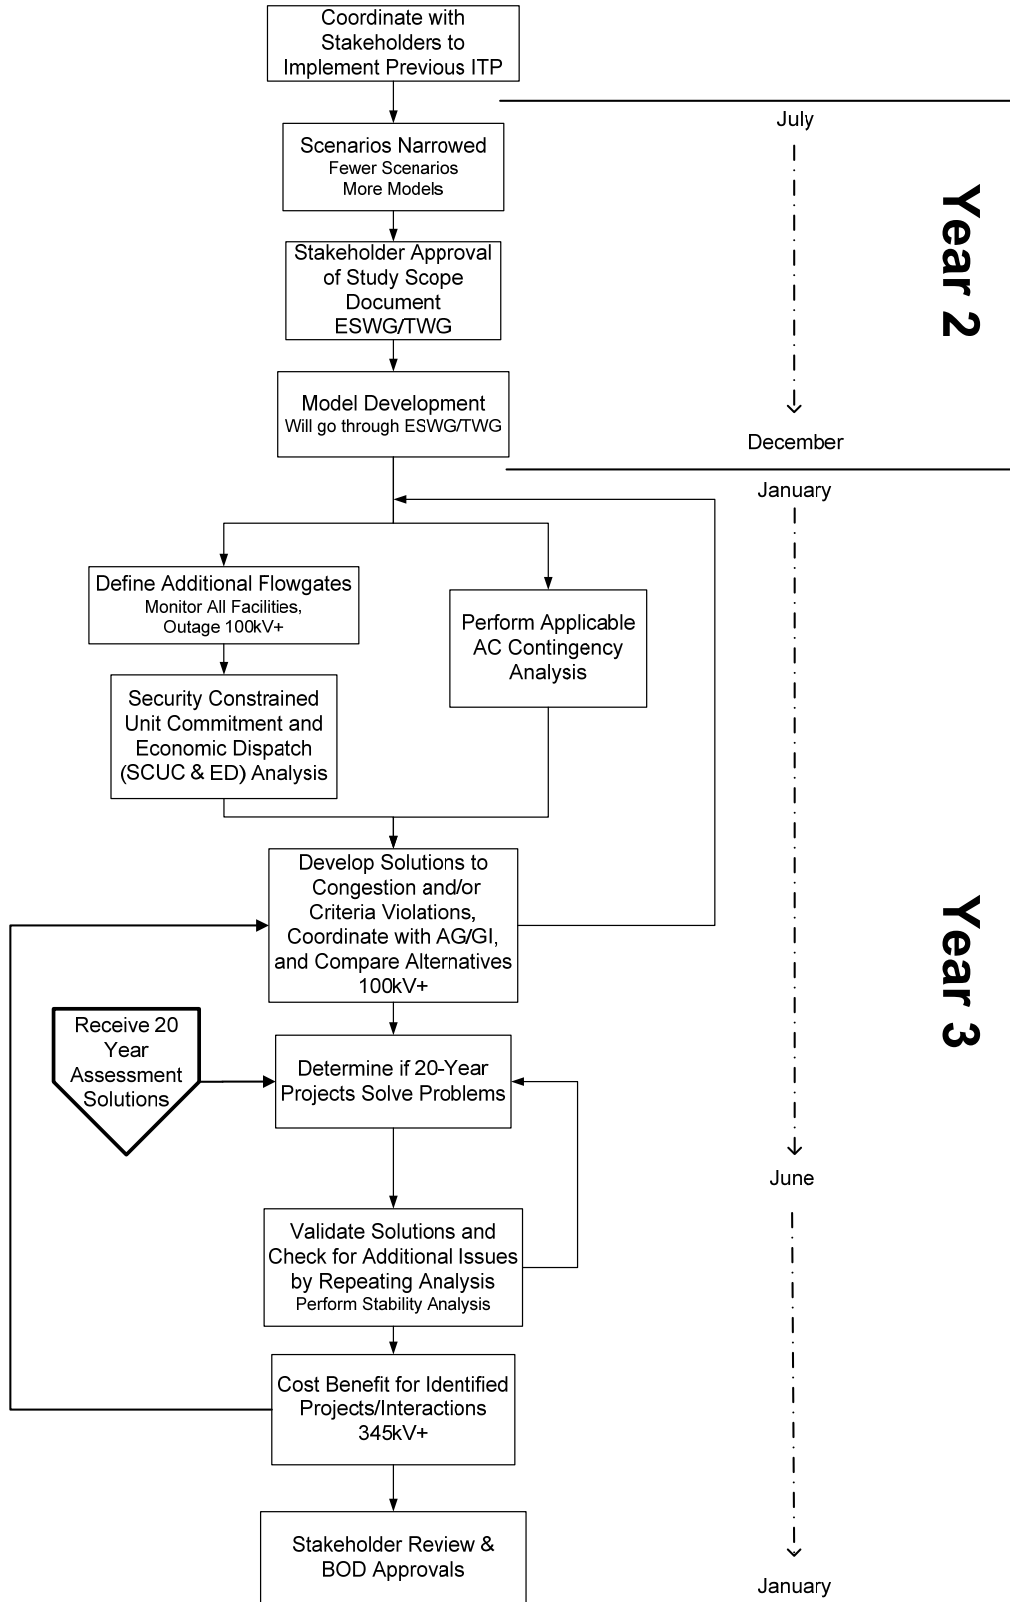 Coordinate with
Stakeholders to
Implement Previous ITP
July
Scenarios Narrowed
Fewer Scenarios
More Models
Year 2
Stakeholder Approval
of Study Scope
Document
ESWG/TWG
Model Development
Will go through ESWG/TWG
December
January
Define Additional Flowgates
Monitor All Facilities,
Outage 100kV+
Perform Applicable
AC Contingency
Analysis
Security Constrained
Unit Commitment and
Economic Dispatch
(SCUC & ED) Analysis
Develop Solutions to
Congestion and/or
Criteria Violations,
Coordinate with AG/GI,
and Compare Alternatives
100kV+
Year 3
Receive 20
Year
Assessment
Solutions
Determine if 20-Year
Projects Solve Problems
June
Validate Solutions and
Check for Additional Issues
by Repeating Analysis
Perform Stability Analysis
Cost Benefit for Identified
Projects/Interactions
345kV+
Stakeholder Review &
BOD Approvals
January